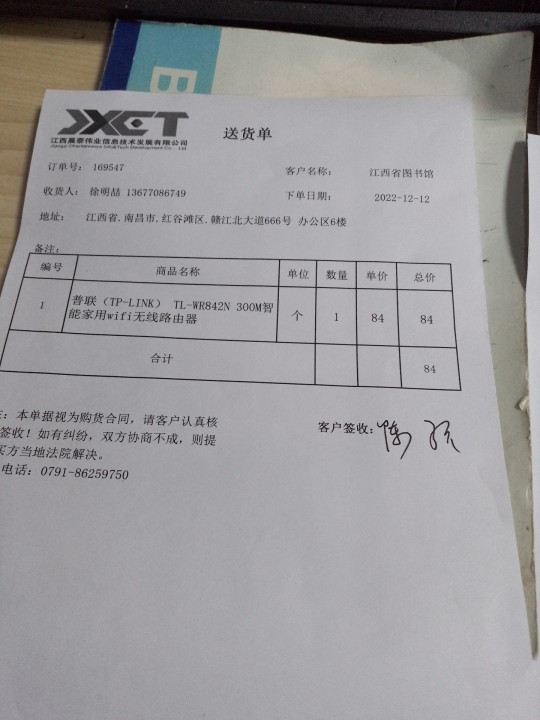 B
JXCT
江西晨泰伟业信息技术发展有限公司
送货单
订单号: 169547
客户名称: 江西省图书馆
收货人: 徐明喆 13677086749
下单日期: 2022-12-12
地址: 江西省.南昌市.红谷滩区.赣江北大道666号 办公区6楼
备注:
编号 商品名称 单位 数量 单价 总价
1 普联（TP-LINK） TL-WR842N 300M智能家用wifi无线路由器 个 1 84 84
合计 84
注: 本单据视为购货合同，请客户认真核
签收！如有纠纷，双方协商不成，则提
买方当地法院解决。
电话: 0791-86259750
客户签收: